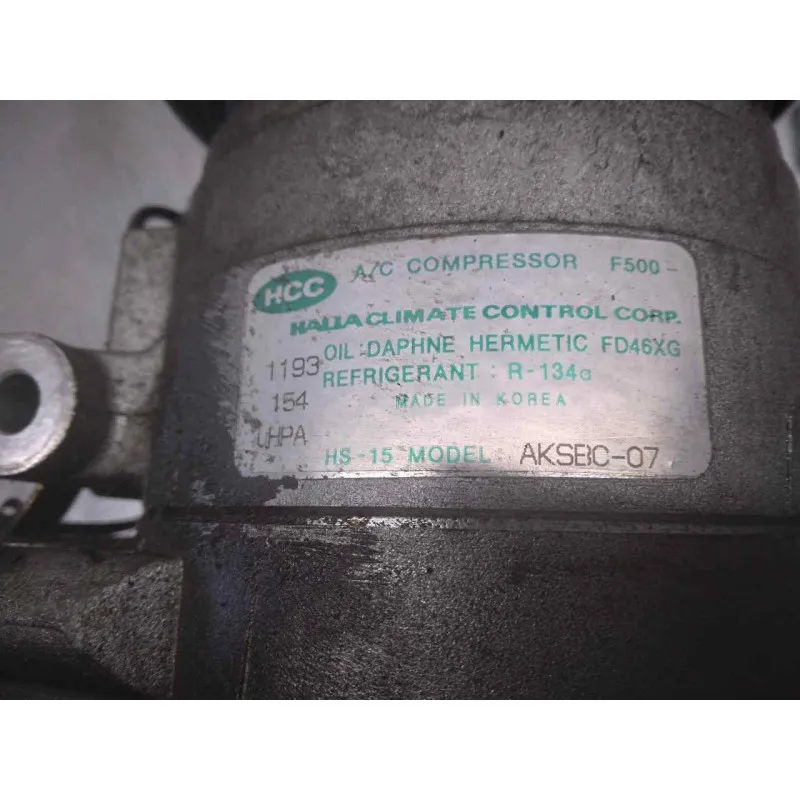 HCC A/C COMPRESSOR F500-
HALLA CLIMATE CONTROL CORP.
1193 OIL : DAPHNE HERMETIC FD46XG
154 REFRIGERANT : R-134a
MADE IN KOREA
HS-15 MODEL : AKSBC-07